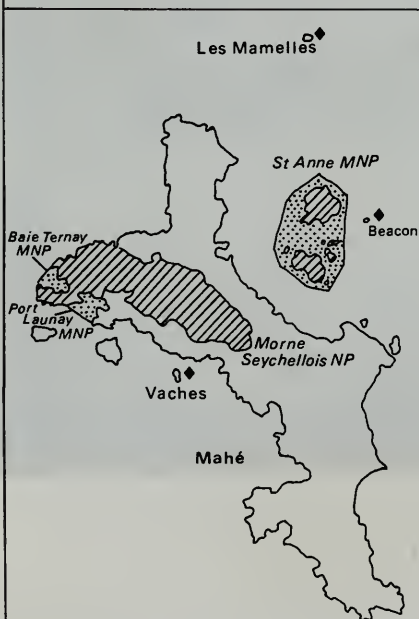 Les Mamelles
St Anne MNP
Beacon
Baie Ternay
MNP
Port
Launay
MNP
Morne
Seychellois NP
Vaches
Mahé